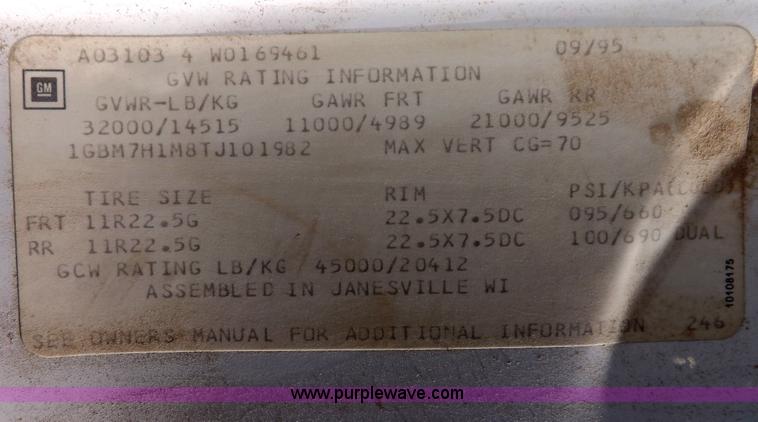 A03103 4 W0169461 09/95
GM
GVW RATING INFORMATION
GVWR-LB/KG GAWR FRT GAWR RR
32000/14515 11000/4989 21000/9525
1GBM7H1M8TJ101982 MAX VERT CG=70
TIRE SIZE RIM PSI/KPA(COLD)
FRT 11R22.5G 22.5X7.5DC 095/660
RR 11R22.5G 22.5X7.5DC 100/690 DUAL
GCW RATING LB/KG 45000/20412
ASSEMBLED IN JANESVILLE WI
10108175
SEE OWNERS MANUAL FOR ADDITIONAL INFORMATION 246
www.purplewave.com